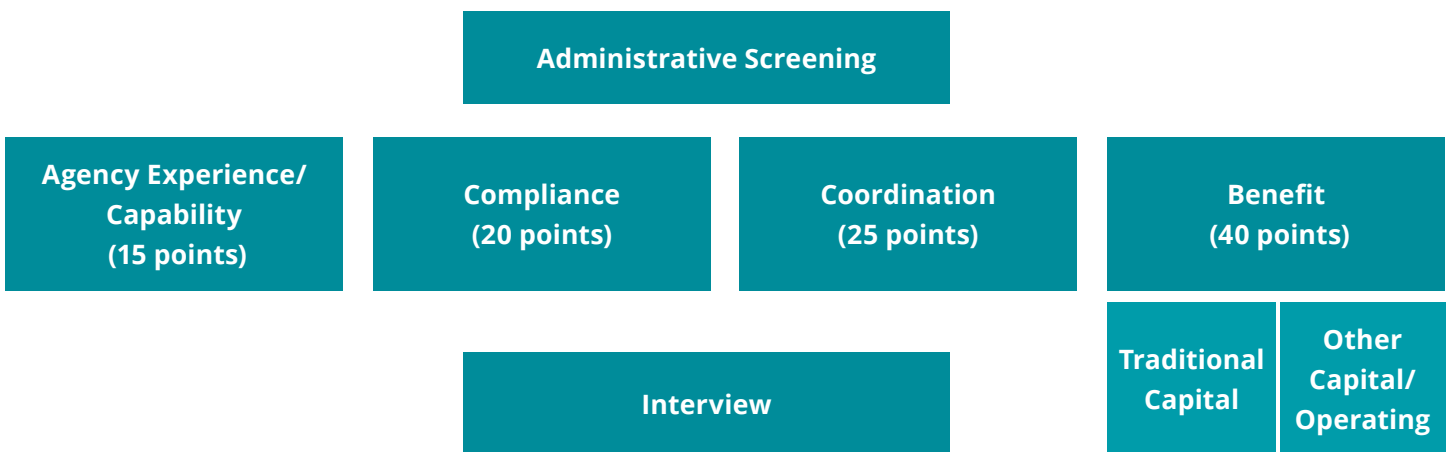 Administrative Screening
Agency Experience/
Capability
(15 points)
Compliance
(20 points)
Coordination
(25 points)
Benefit
(40 points)
Traditional
Capital
Other
Capital/
Operating
Interview